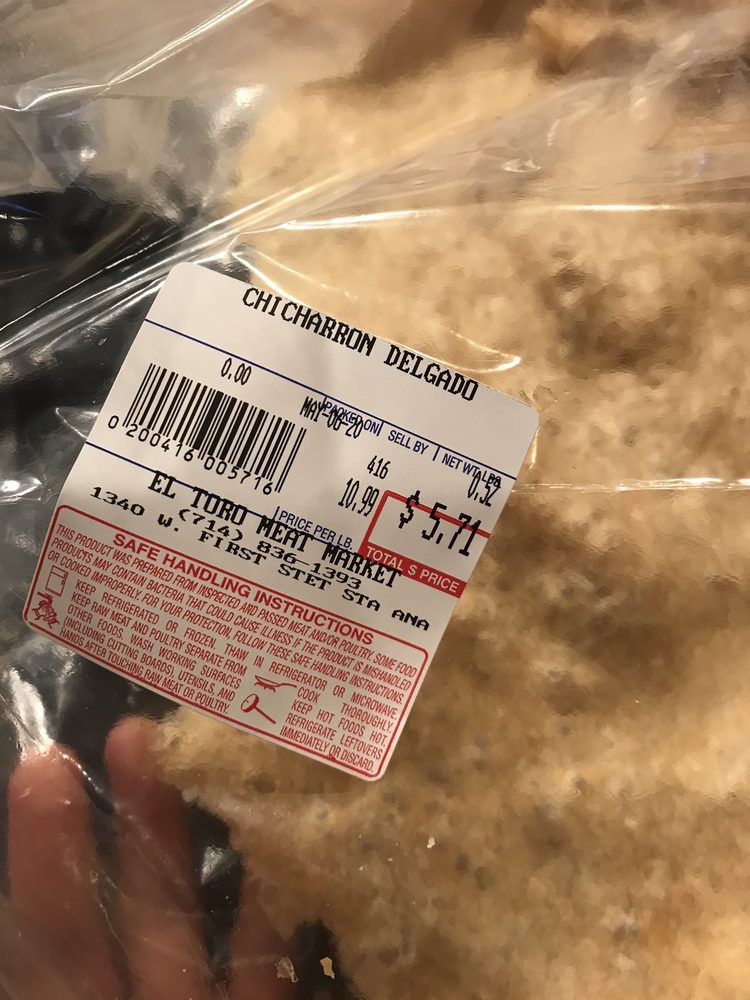 CHICHARRON DELGADO
0.00
PACKED ON SELL BY NET WT. LBS.
MAY-06-20 416 0.52
0 200416 005716
10.99 $ 5.71
PRICE PER LB. TOTAL $ PRICE
EL TORO MEAT MARKET
(714) 836-1393
1340 W. FIRST STET STA ANA
SAFE HANDLING INSTRUCTIONS
THIS PRODUCT WAS PREPARED FROM INSPECTED AND PASSED MEAT AND/OR POULTRY. SOME FOOD
PRODUCTS MAY CONTAIN BACTERIA THAT COULD CAUSE ILLNESS IF THE PRODUCT IS MISHANDLED
OR COOKED IMPROPERLY. FOR YOUR PROTECTION, FOLLOW THESE SAFE HANDLING INSTRUCTIONS.
KEEP REFRIGERATED OR FROZEN. THAW IN REFRIGERATOR OR MICROWAVE.
KEEP RAW MEAT AND POULTRY SEPARATE FROM
OTHER FOODS. WASH WORKING SURFACES
(INCLUDING CUTTING BOARDS), UTENSILS, AND
HANDS AFTER TOUCHING RAW MEAT OR POULTRY.
COOK THOROUGHLY.
KEEP HOT FOODS HOT.
REFRIGERATE LEFTOVERS
IMMEDIATELY OR DISCARD.